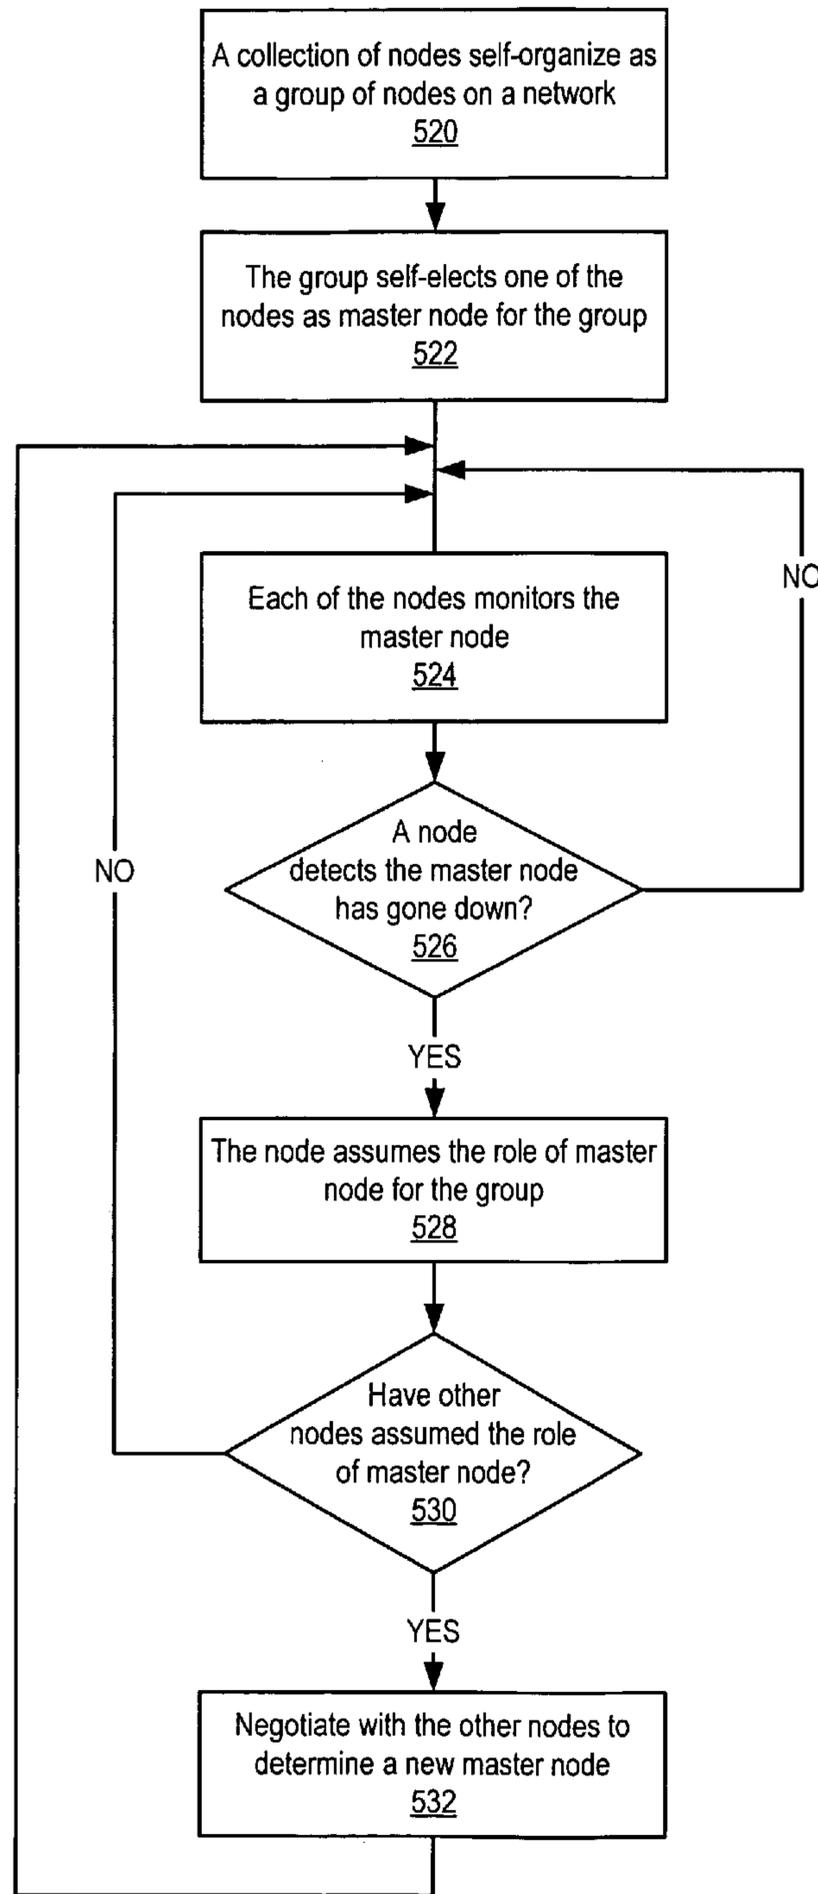 A collection of nodes self-organize as
a group of nodes on a network
520
The group self-elects one of the
nodes as master node for the group
522
NO
Each of the nodes monitors the
master node
524
A node
detects the master node
has gone down?
526
NO
YES
The node assumes the role of master
node for the group
528
Have other
nodes assumed the role
of master node?
530
YES
Negotiate with the other nodes to
determine a new master node
532